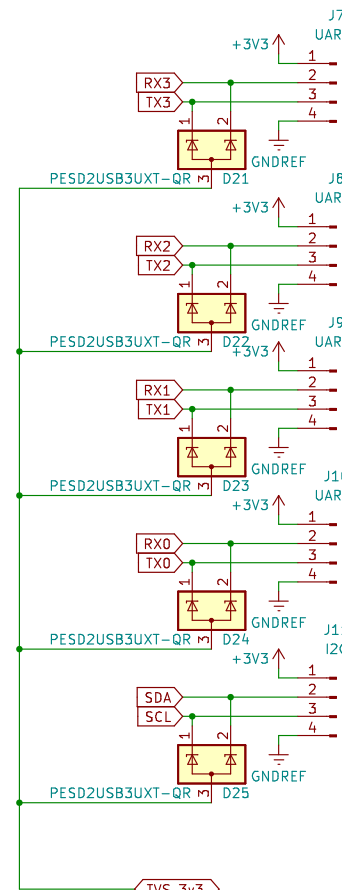 J7
UAR
+3V3
1
RX3 2
TX3 3
1 2 4
GNDREF
PESD2USB3UXT-QR 3 D21
J8
UAR
+3V3
1
RX2 2
TX2 3
1 2 4
GNDREF
PESD2USB3UXT-QR 3 D22
J9
UAR
+3V3
1
RX1 2
TX1 3
1 2 4
GNDREF
PESD2USB3UXT-QR 3 D23
J10
UAR
+3V3
1
RX0 2
TX0 3
1 2 4
GNDREF
PESD2USB3UXT-QR 3 D24
J11
I2C
+3V3
1
SDA 2
SCL 3
1 2 4
GNDREF
PESD2USB3UXT-QR 3 D25
TVS_3v3